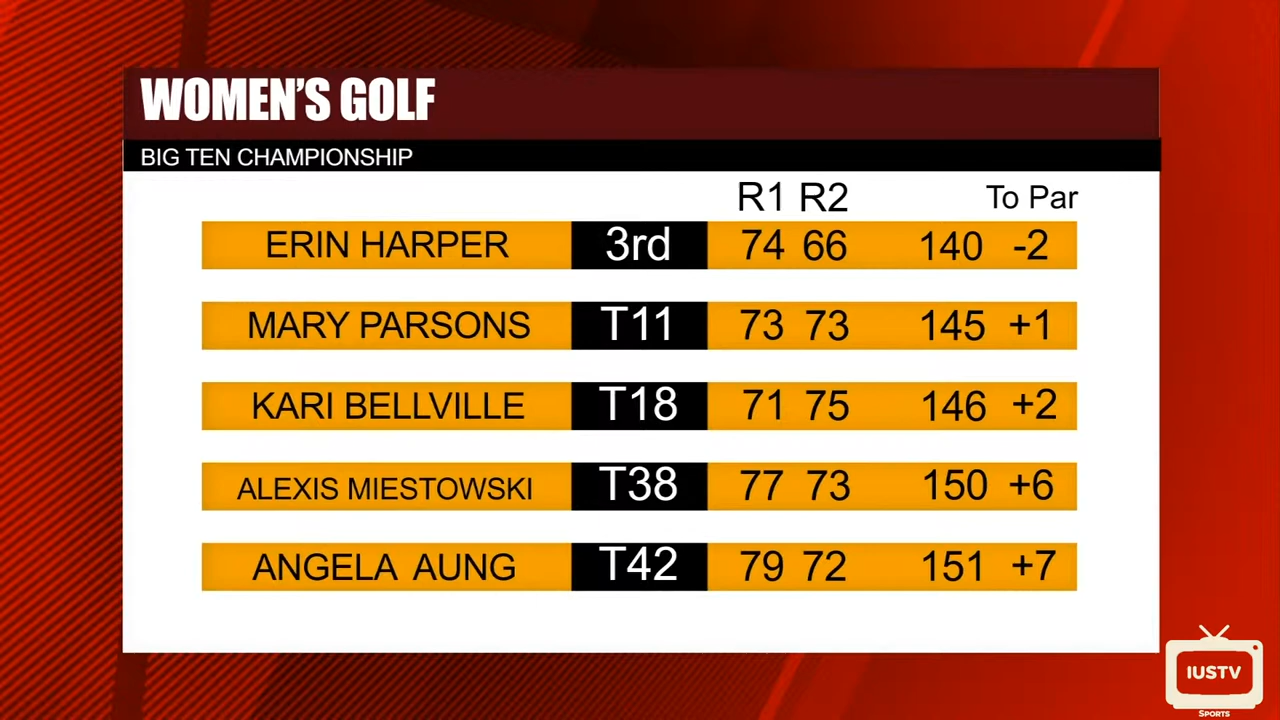 WOMEN'S GOLF
BIG TEN CHAMPIONSHIP
R1 R2 To Par
ERIN HARPER 3rd 74 66 140 -2
MARY PARSONS T11 73 73 145 +1
KARI BELLVILLE T18 71 75 146 +2
ALEXIS MIESTOWSKI T38 77 73 150 +6
ANGELA AUNG T42 79 72 151 +7
IUSTV
SPORTS